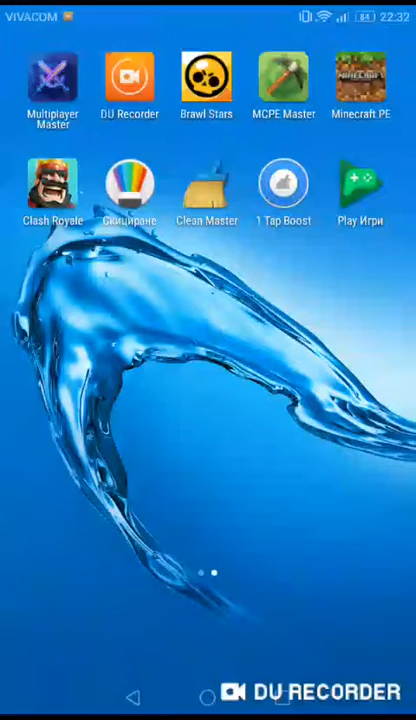 VIVACOM
84 22:32
Multiplayer
Master
DU Recorder
Brawl Stars
MCPE Master
Minecraft PE
MINECRAFT
Clash Royale
Скициране
Clean Master
1 Tap Boost
Play Игри
DU RECORDER